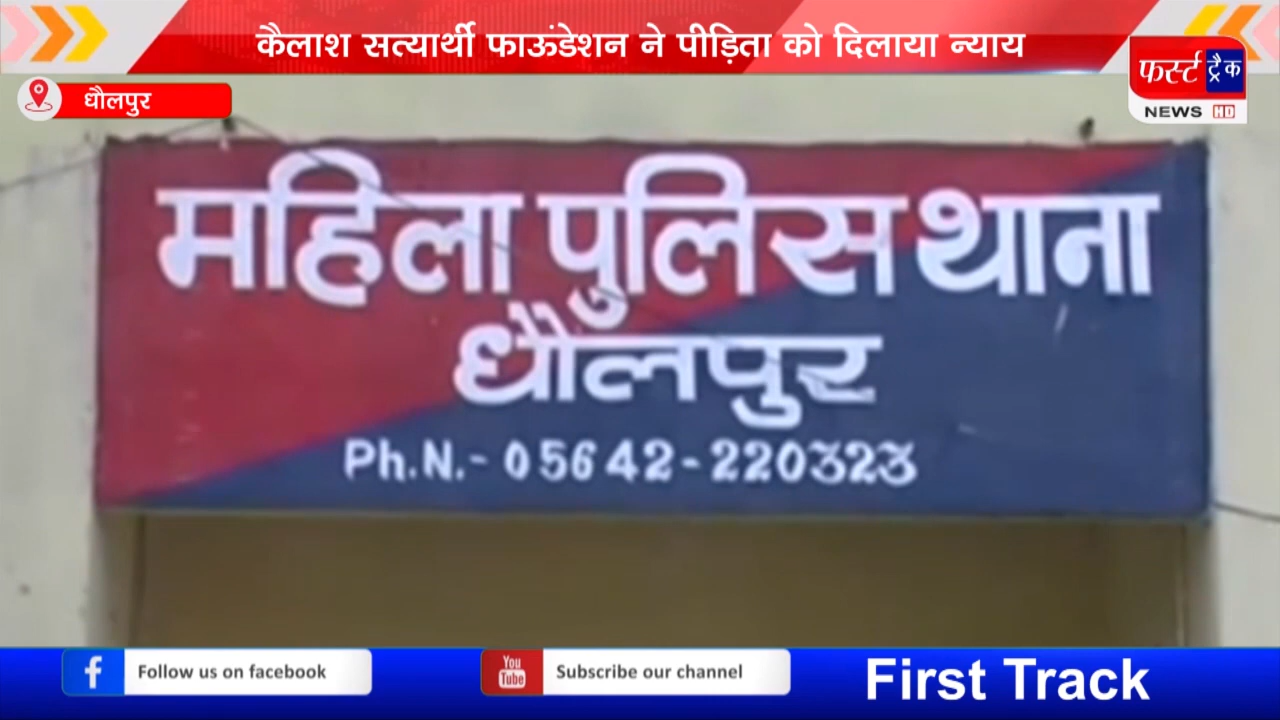 कैलाश सत्यार्थी फाऊंडेशन ने पीड़िता को दिलाया न्याय
फर्स्ट ट्रैक
NEWS HD
धौलपुर
महिला पुलिस थाना
धौलपुर
Ph.N.- 05642-220323
Follow us on facebook
You Tube
Subscribe our channel
First Track